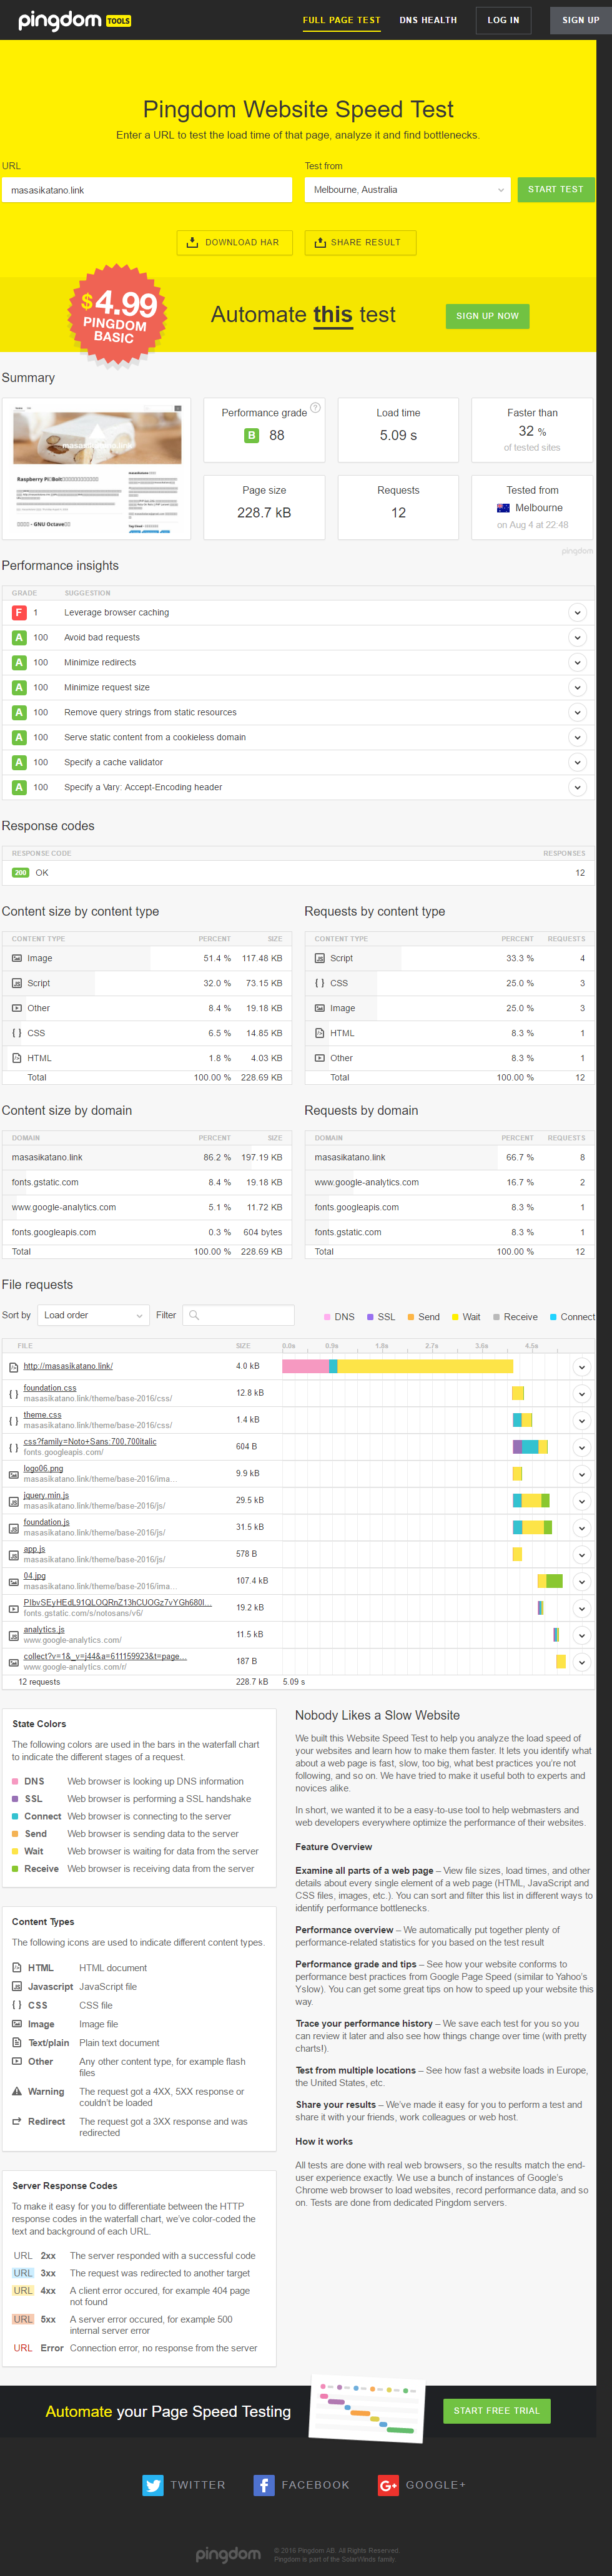 pingdom TOOLS
FULL PAGE TEST
DNS HEALTH
LOG IN
SIGN UP
Pingdom Website Speed Test
Enter a URL to test the load time of that page, analyze it and find bottlenecks.
URL
Test from
masasikatano.link
Melbourne, Australia
START TEST
DOWNLOAD HAR
SHARE RESULT
$4.99
PINGDOM
BASIC
Automate this test
SIGN UP NOW
Summary
Performance grade ?
B 88
Load time
5.09 s
Faster than
32 %
of tested sites
Page size
228.7 kB
Requests
12
Tested from
Melbourne
on Aug 4 at 22:48
pingdom
Performance insights
GRADE SUGGESTION
F 1 Leverage browser caching
A 100 Avoid bad requests
A 100 Minimize redirects
A 100 Minimize request size
A 100 Remove query strings from static resources
A 100 Serve static content from a cookieless domain
A 100 Specify a cache validator
A 100 Specify a Vary: Accept-Encoding header
Response codes
RESPONSE CODE RESPONSES
200 OK 12
Content size by content type
CONTENT TYPE PERCENT SIZE
Image 51.4 % 117.48 KB
Script 32.0 % 73.15 KB
Other 8.4 % 19.18 KB
CSS 6.5 % 14.85 KB
HTML 1.8 % 4.03 KB
Total 100.00 % 228.69 KB
Requests by content type
CONTENT TYPE PERCENT REQUESTS
Script 33.3 % 4
CSS 25.0 % 3
Image 25.0 % 3
HTML 8.3 % 1
Other 8.3 % 1
Total 100.00 % 12
Content size by domain
DOMAIN PERCENT SIZE
masasikatano.link 86.2 % 197.19 KB
fonts.gstatic.com 8.4 % 19.18 KB
www.google-analytics.com 5.1 % 11.72 KB
fonts.googleapis.com 0.3 % 604 bytes
Total 100.00 % 228.69 KB
Requests by domain
DOMAIN PERCENT REQUESTS
masasikatano.link 66.7 % 8
www.google-analytics.com 16.7 % 2
fonts.googleapis.com 8.3 % 1
fonts.gstatic.com 8.3 % 1
Total 100.00 % 12
File requests
Sort by Load order Filter
DNS SSL Send Wait Receive Connect
FILE SIZE 0.0s 0.9s 1.8s 2.7s 3.6s 4.5s
http://masasikatano.link/ 4.0 kB
foundation.css 12.8 kB
masasikatano.link/theme/base-2016/css/
theme.css 1.4 kB
masasikatano.link/theme/base-2016/css/
css?family=Noto+Sans:700,700italic 604 B
fonts.googleapis.com/
logo06.png 9.9 kB
masasikatano.link/theme/base-2016/ima...
jquery.min.js 29.5 kB
masasikatano.link/theme/base-2016/js/
foundation.js 31.5 kB
masasikatano.link/theme/base-2016/js/
app.js 578 B
masasikatano.link/theme/base-2016/js/
04.jpg 107.4 kB
masasikatano.link/theme/base-2016/ima...
19.2 kB
fonts.gstatic.com/s/notosans/v6/
analytics.js 11.5 kB
www.google-analytics.com/
collect?v=1&_v=j44&a=611159923&t=page... 187 B
www.google-analytics.com/r/
12 requests 228.7 kB 5.09 s
State Colors
The following colors are used in the bars in the waterfall chart
to indicate the different stages of a request.
DNS Web browser is looking up DNS information
SSL Web browser is performing a SSL handshake
Connect Web browser is connecting to the server
Send Web browser is sending data to the server
Wait Web browser is waiting for data from the server
Receive Web browser is receiving data from the server
Content Types
The following icons are used to indicate different content types.
HTML HTML document
Javascript JavaScript file
CSS CSS file
Image Image file
Text/plain Plain text document
Other Any other content type, for example flash
files
Warning The request got a 4XX, 5XX response or
couldn't be loaded
Redirect The request got a 3XX response and was
redirected
Server Response Codes
To make it easy for you to differentiate between the HTTP
response codes in the waterfall chart, we've color-coded the
text and background of each URL.
URL 2xx The server responded with a successful code
URL 3xx The request was redirected to another target
URL 4xx A client error occured, for example 404 page
not found
URL 5xx A server error occured, for example 500
internal server error
URL Error Connection error, no response from the server
Nobody Likes a Slow Website
We built this Website Speed Test to help you analyze the load speed of
your websites and learn how to make them faster. It lets you identify what
about a web page is fast, slow, too big, what best practices you're not
following, and so on. We have tried to make it useful both to experts and
novices alike.
In short, we wanted it to be a easy-to-use tool to help webmasters and
web developers everywhere optimize the performance of their websites.
Feature Overview
Examine all parts of a web page – View file sizes, load times, and other
details about every single element of a web page (HTML, JavaScript and
CSS files, images, etc.). You can sort and filter this list in different ways to
identify performance bottlenecks.
Performance overview – We automatically put together plenty of
performance-related statistics for you based on the test result
Performance grade and tips – See how your website conforms to
performance best practices from Google Page Speed (similar to Yahoo's
Yslow). You can get some great tips on how to speed up your website this
way.
Trace your performance history – We save each test for you so you
can review it later and also see how things change over time (with pretty
charts!).
Test from multiple locations – See how fast a website loads in Europe,
the United States, etc.
Share your results – We've made it easy for you to perform a test and
share it with your friends, work colleagues or web host.
How it works
All tests are done with real web browsers, so the results match the end-
user experience exactly. We use a bunch of instances of Google's
Chrome web browser to load websites, record performance data, and so
on. Tests are done from dedicated Pingdom servers.
Automate your Page Speed Testing
START FREE TRIAL
TWITTER
FACEBOOK
GOOGLE+
pingdom
© 2016 Pingdom AB. All Rights Reserved.
Pingdom is part of the SolarWinds family.